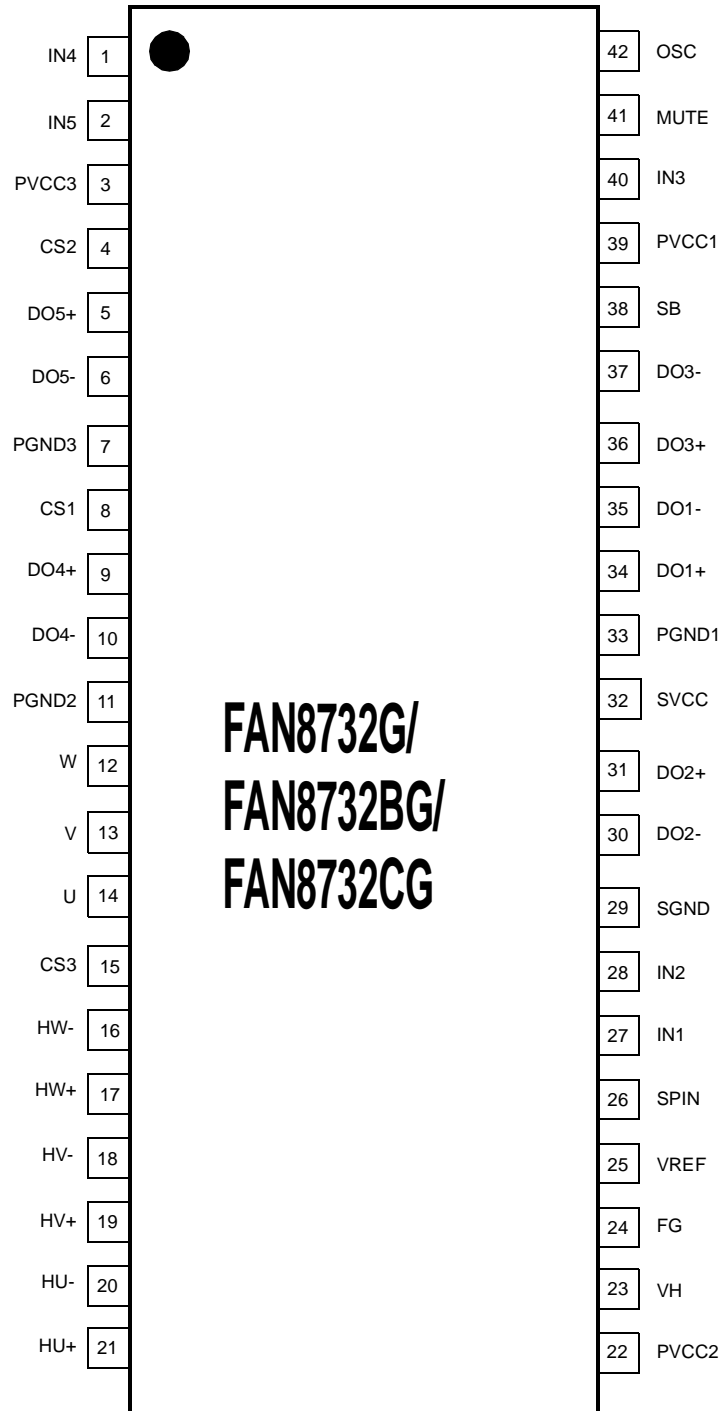 IN4 1
IN5 2
PVCC3 3
CS2 4
DO5+ 5
DO5- 6
PGND3 7
CS1 8
DO4+ 9
DO4- 10
PGND2 11
W 12
V 13
U 14
CS3 15
HW- 16
HW+ 17
HV- 18
HV+ 19
HU- 20
HU+ 21
FAN8732G/
FAN8732BG/
FAN8732CG
42 OSC
41 MUTE
40 IN3
39 PVCC1
38 SB
37 DO3-
36 DO3+
35 DO1-
34 DO1+
33 PGND1
32 SVCC
31 DO2+
30 DO2-
29 SGND
28 IN2
27 IN1
26 SPIN
25 VREF
24 FG
23 VH
22 PVCC2